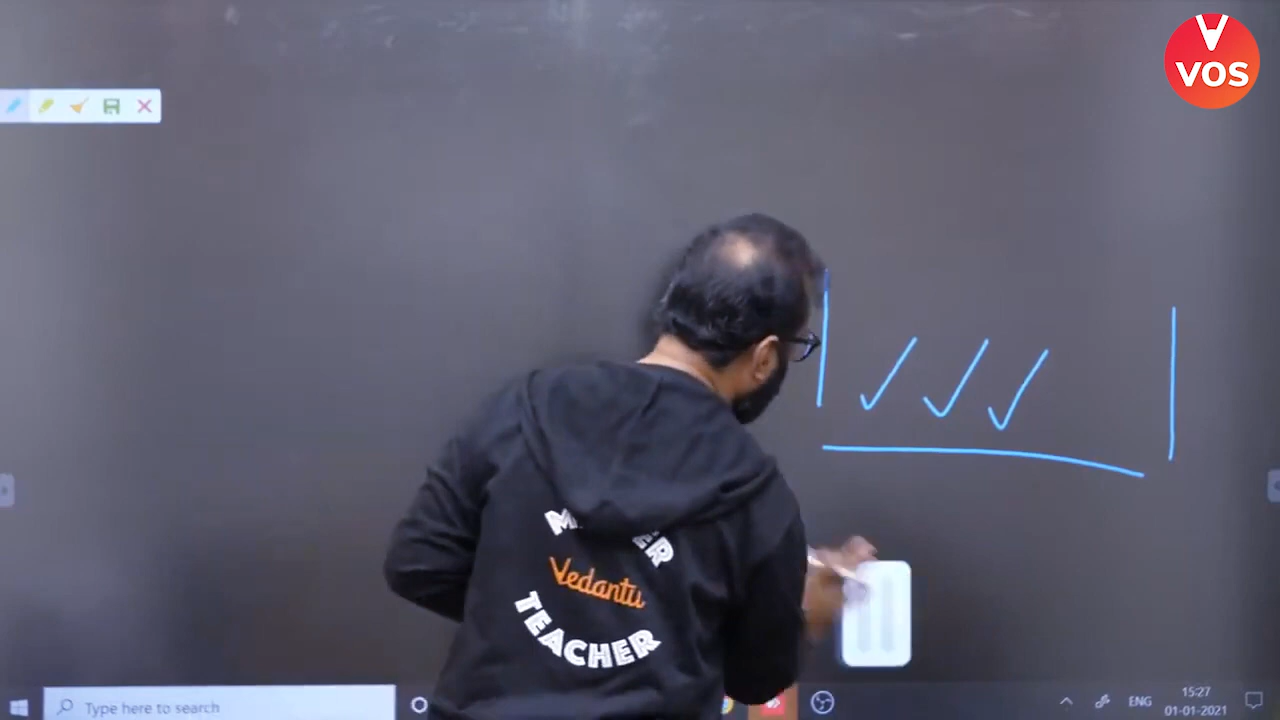 VOS
Vedantu
TEACHER
Type here to search
ENG
15:27
01-01-2021